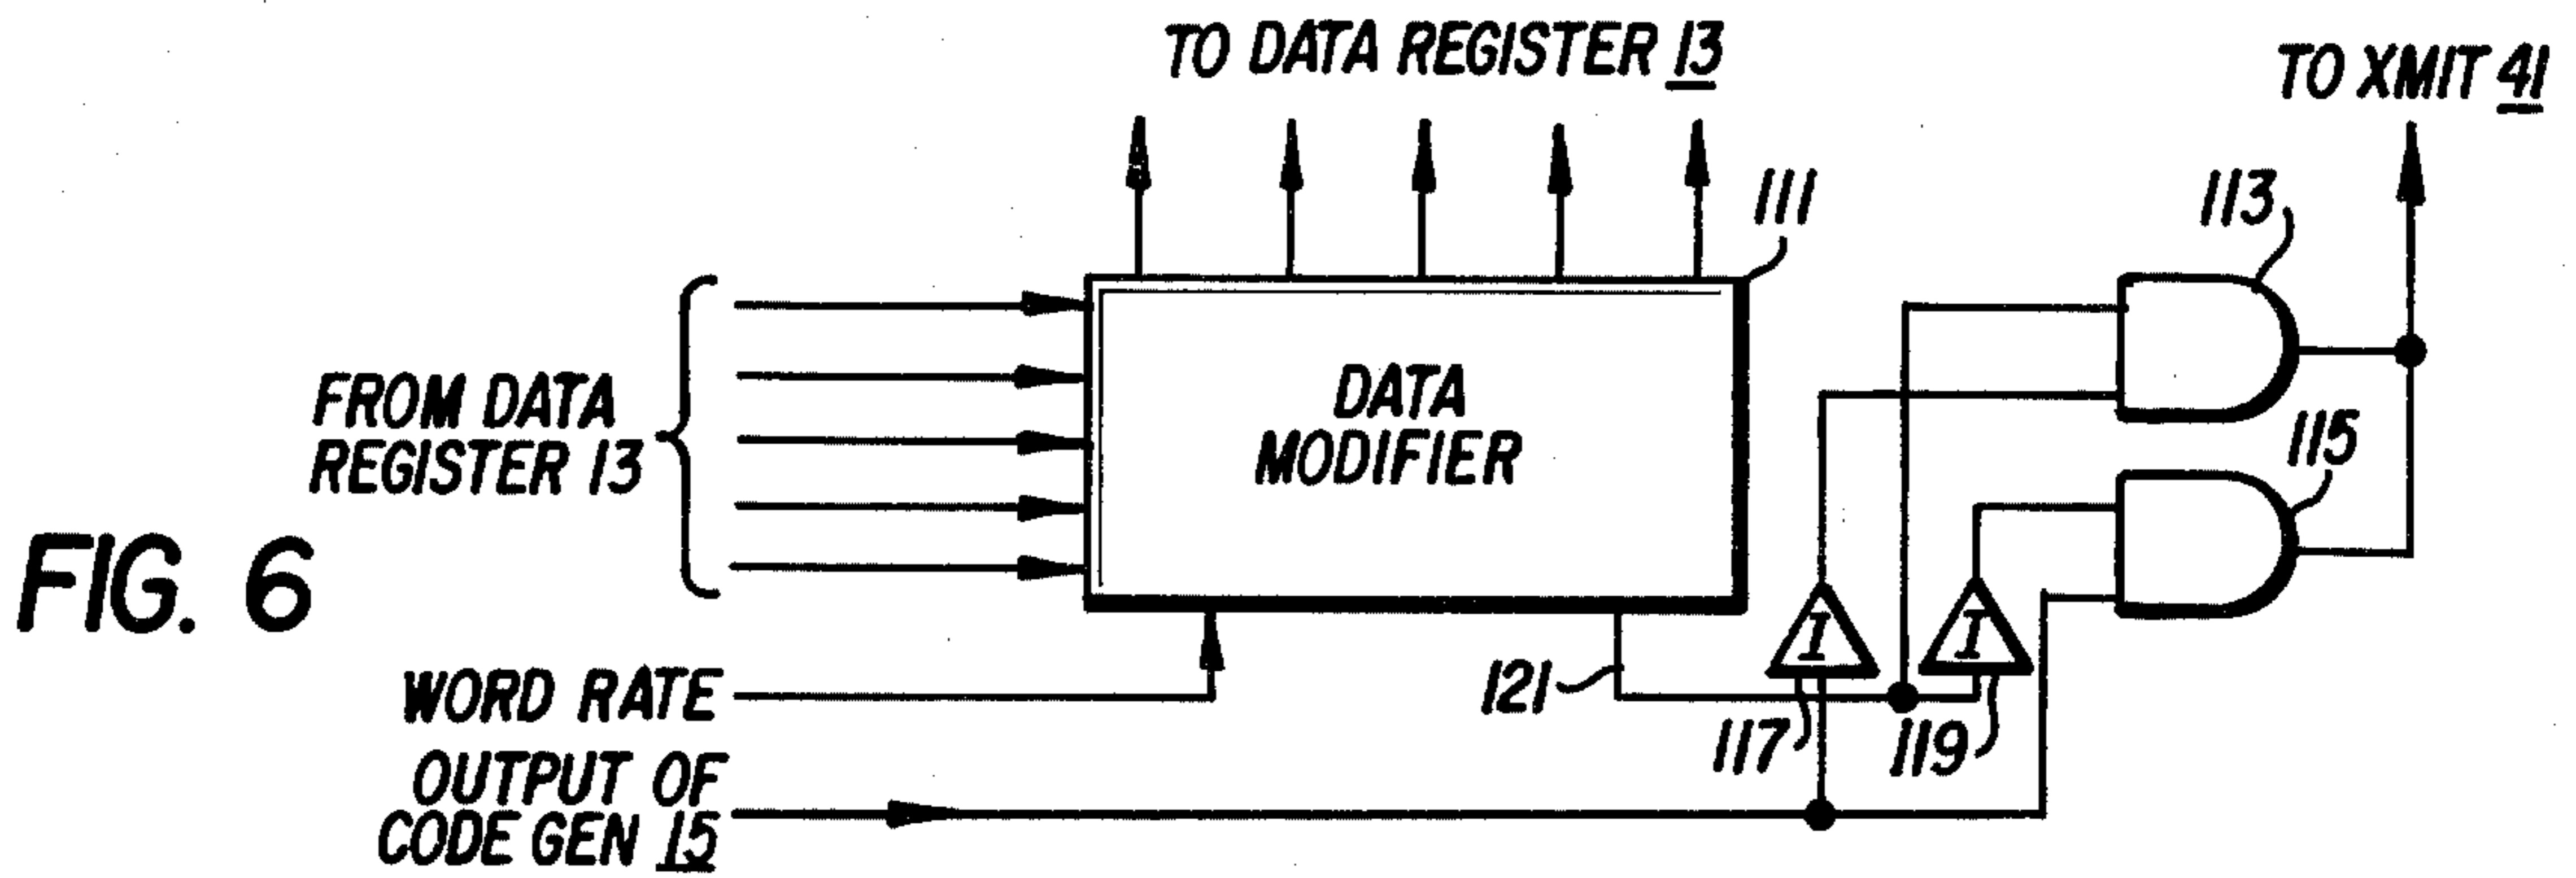 TO DATA REGISTER 13
TO XMIT 41
111
113
FROM DATA
REGISTER 13
DATA
MODIFIER
115
FIG. 6
I
I
WORD RATE
121
117
119
OUTPUT OF
CODE GEN 15